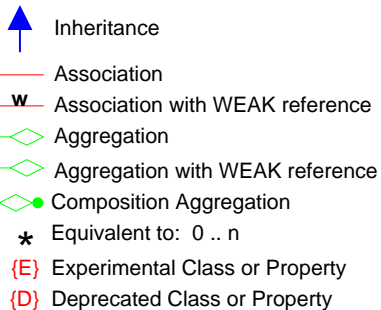 Inheritance
Association
w Association with WEAK reference
Aggregation
Aggregation with WEAK reference
Composition Aggregation
* Equivalent to: 0 .. n
{E} Experimental Class or Property
{D} Deprecated Class or Property